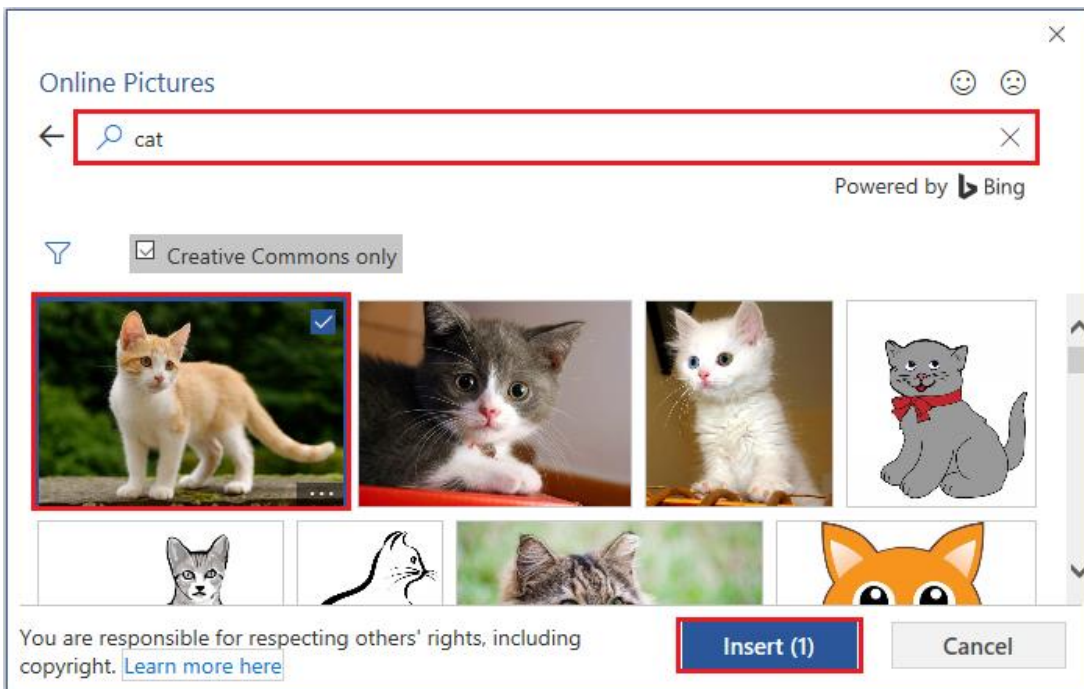 Online Pictures
cat
Powered by Bing
Creative Commons only
You are responsible for respecting others' rights, including
copyright. Learn more here
Insert (1)
Cancel